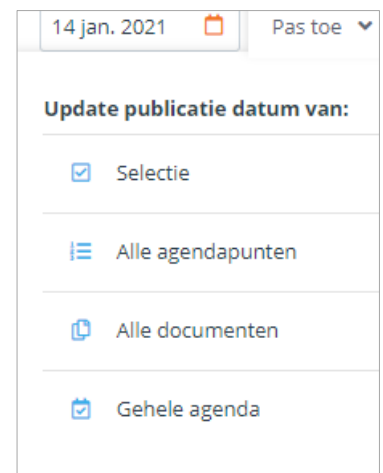 14 jan. 2021 Pas toe
Update publicatie datum van:
Selectie
Alle agendapunten
Alle documenten
Gehele agenda